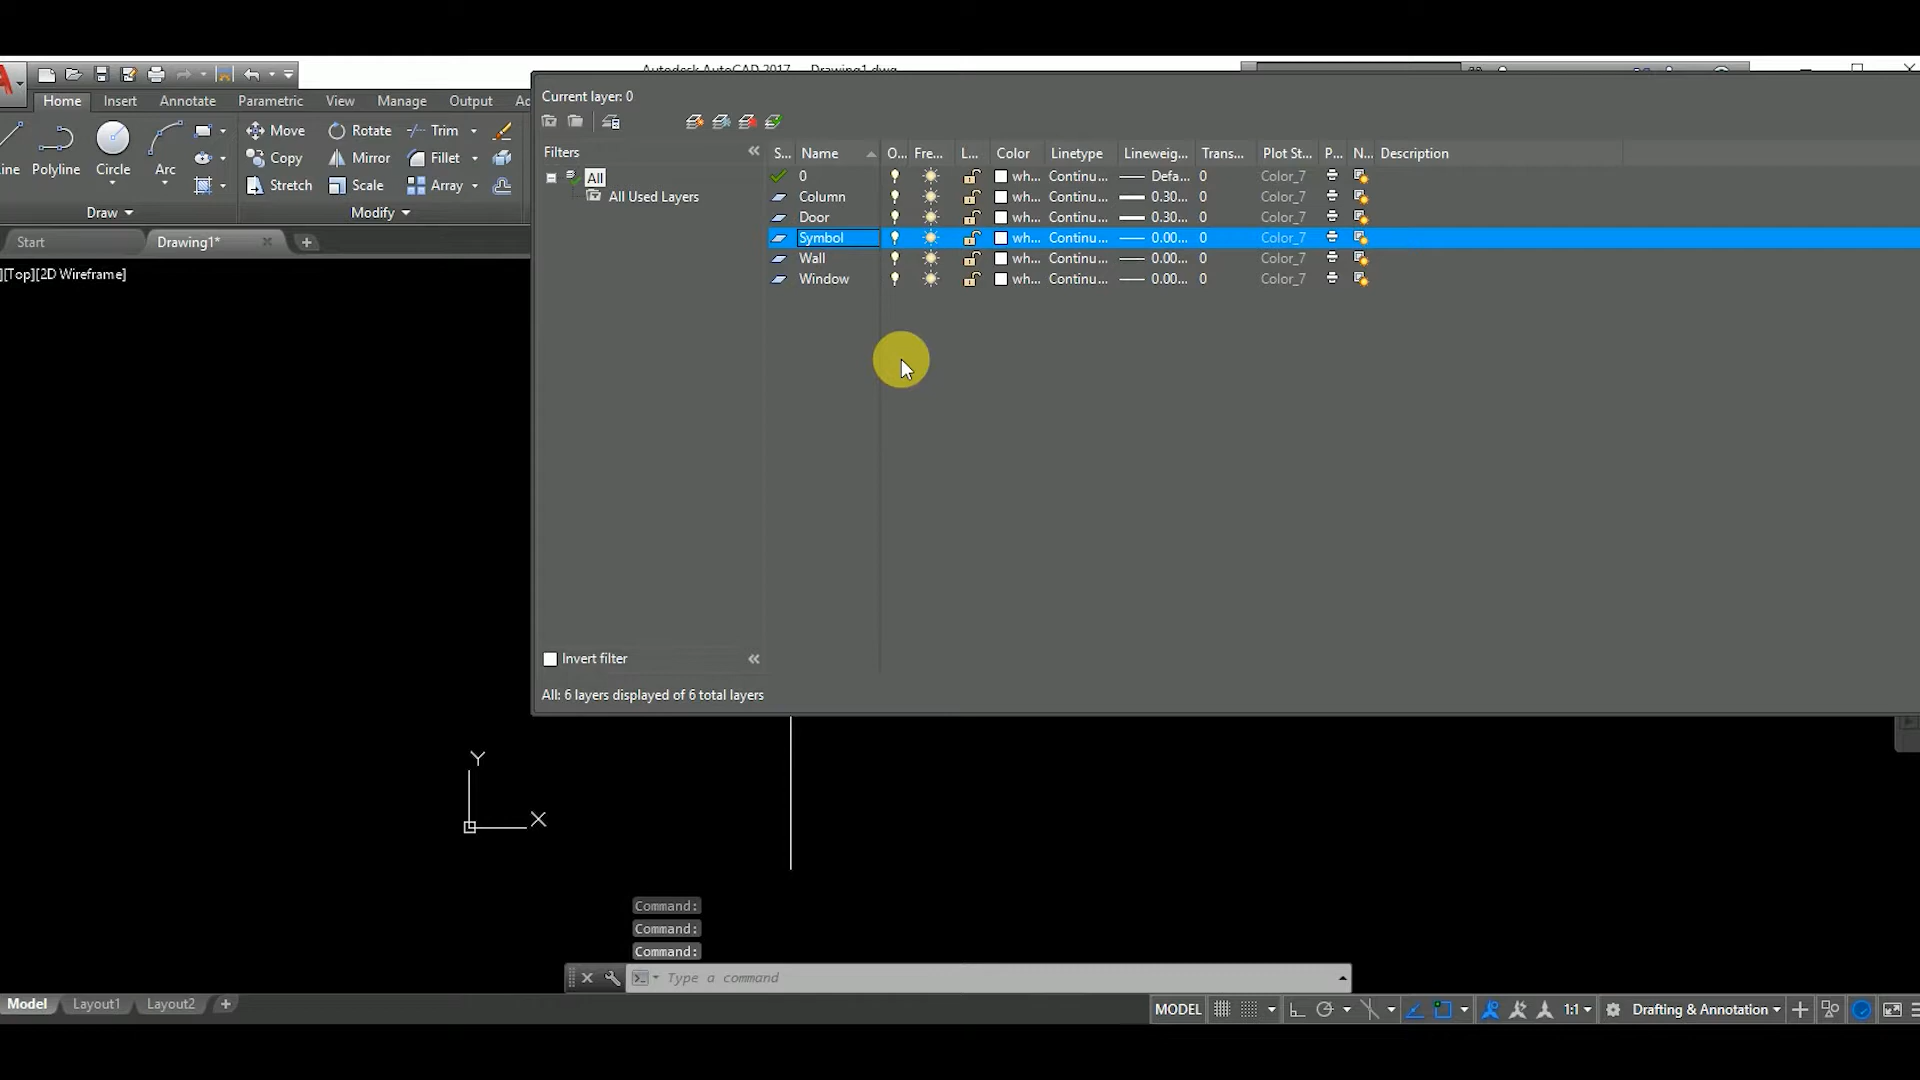 Autodesk AutoCAD 2017 Drawing1.dwg
Home Insert Annotate Parametric View Manage Output
Move Rotate Trim
Polyline Circle Arc
Copy Mirror Fillet
Stretch Scale Array
Draw Modify
Start Drawing1*
][Top][2D Wireframe]
Current layer: 0
Filters
All
All Used Layers
S... Name O... Fre... L... Color Linetype Lineweig... Trans... Plot St... P... N... Description
0 wh... Continu... Defa... 0 Color_7
Column wh... Continu... 0.30... 0 Color_7
Door wh... Continu... 0.30... 0 Color_7
Symbol wh... Continu... 0.00... 0 Color_7
Wall wh... Continu... 0.00... 0 Color_7
Window wh... Continu... 0.00... 0 Color_7
Invert filter
All: 6 layers displayed of 6 total layers
Y
X
Command:
Command:
Command:
Type a command
Model Layout1 Layout2
MODEL 1:1 Drafting & Annotation